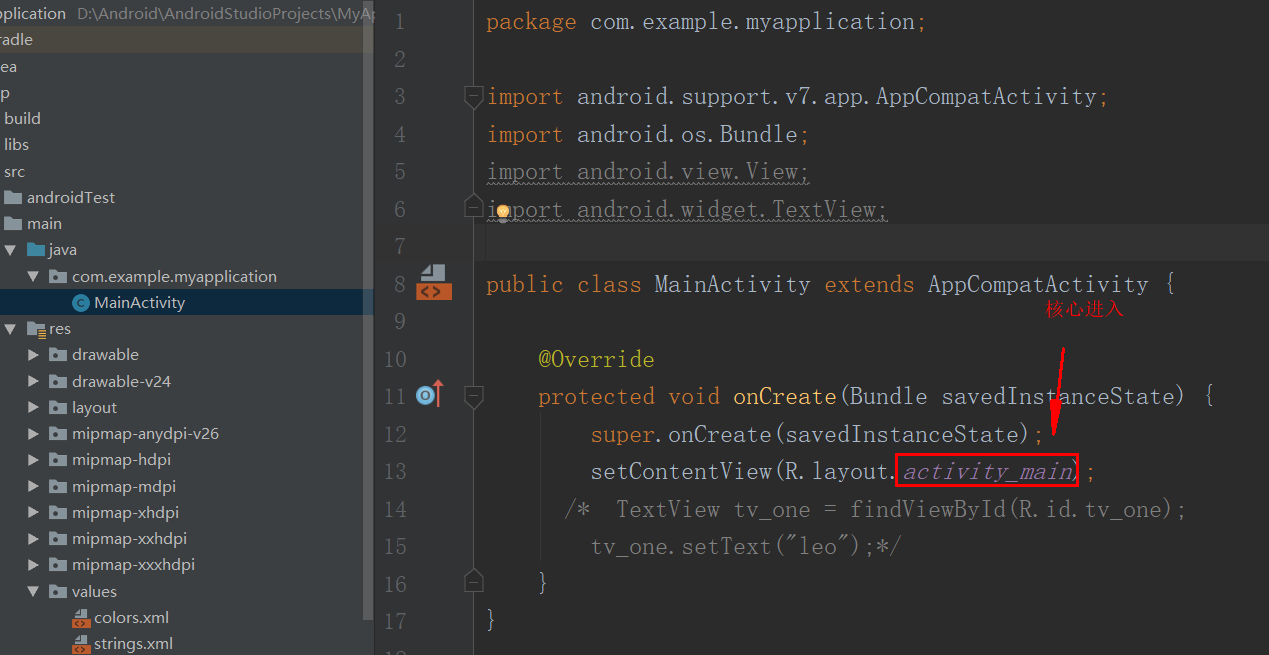 pplication D:\Android\AndroidStudioProjects\MyAp
radle
ea
p
build
libs
src
androidTest
main
java
com.example.myapplication
MainActivity
res
drawable
drawable-v24
layout
mipmap-anydpi-v26
mipmap-hdpi
mipmap-mdpi
mipmap-xhdpi
mipmap-xxhdpi
mipmap-xxxhdpi
values
colors.xml
strings.xml
1 package com.example.myapplication;
2
3 import android.support.v7.app.AppCompatActivity;
4 import android.os.Bundle;
5 import android.view.View;
6 import android.widget.TextView;
7
8 public class MainActivity extends AppCompatActivity {
核心进入
9
10 @Override
11 protected void onCreate(Bundle savedInstanceState) {
12 super.onCreate(savedInstanceState);
13 setContentView(R.layout.activity_main);
14 /* TextView tv_one = findViewById(R.id.tv_one);
15 tv_one.setText("leo");*/
16 }
17 }